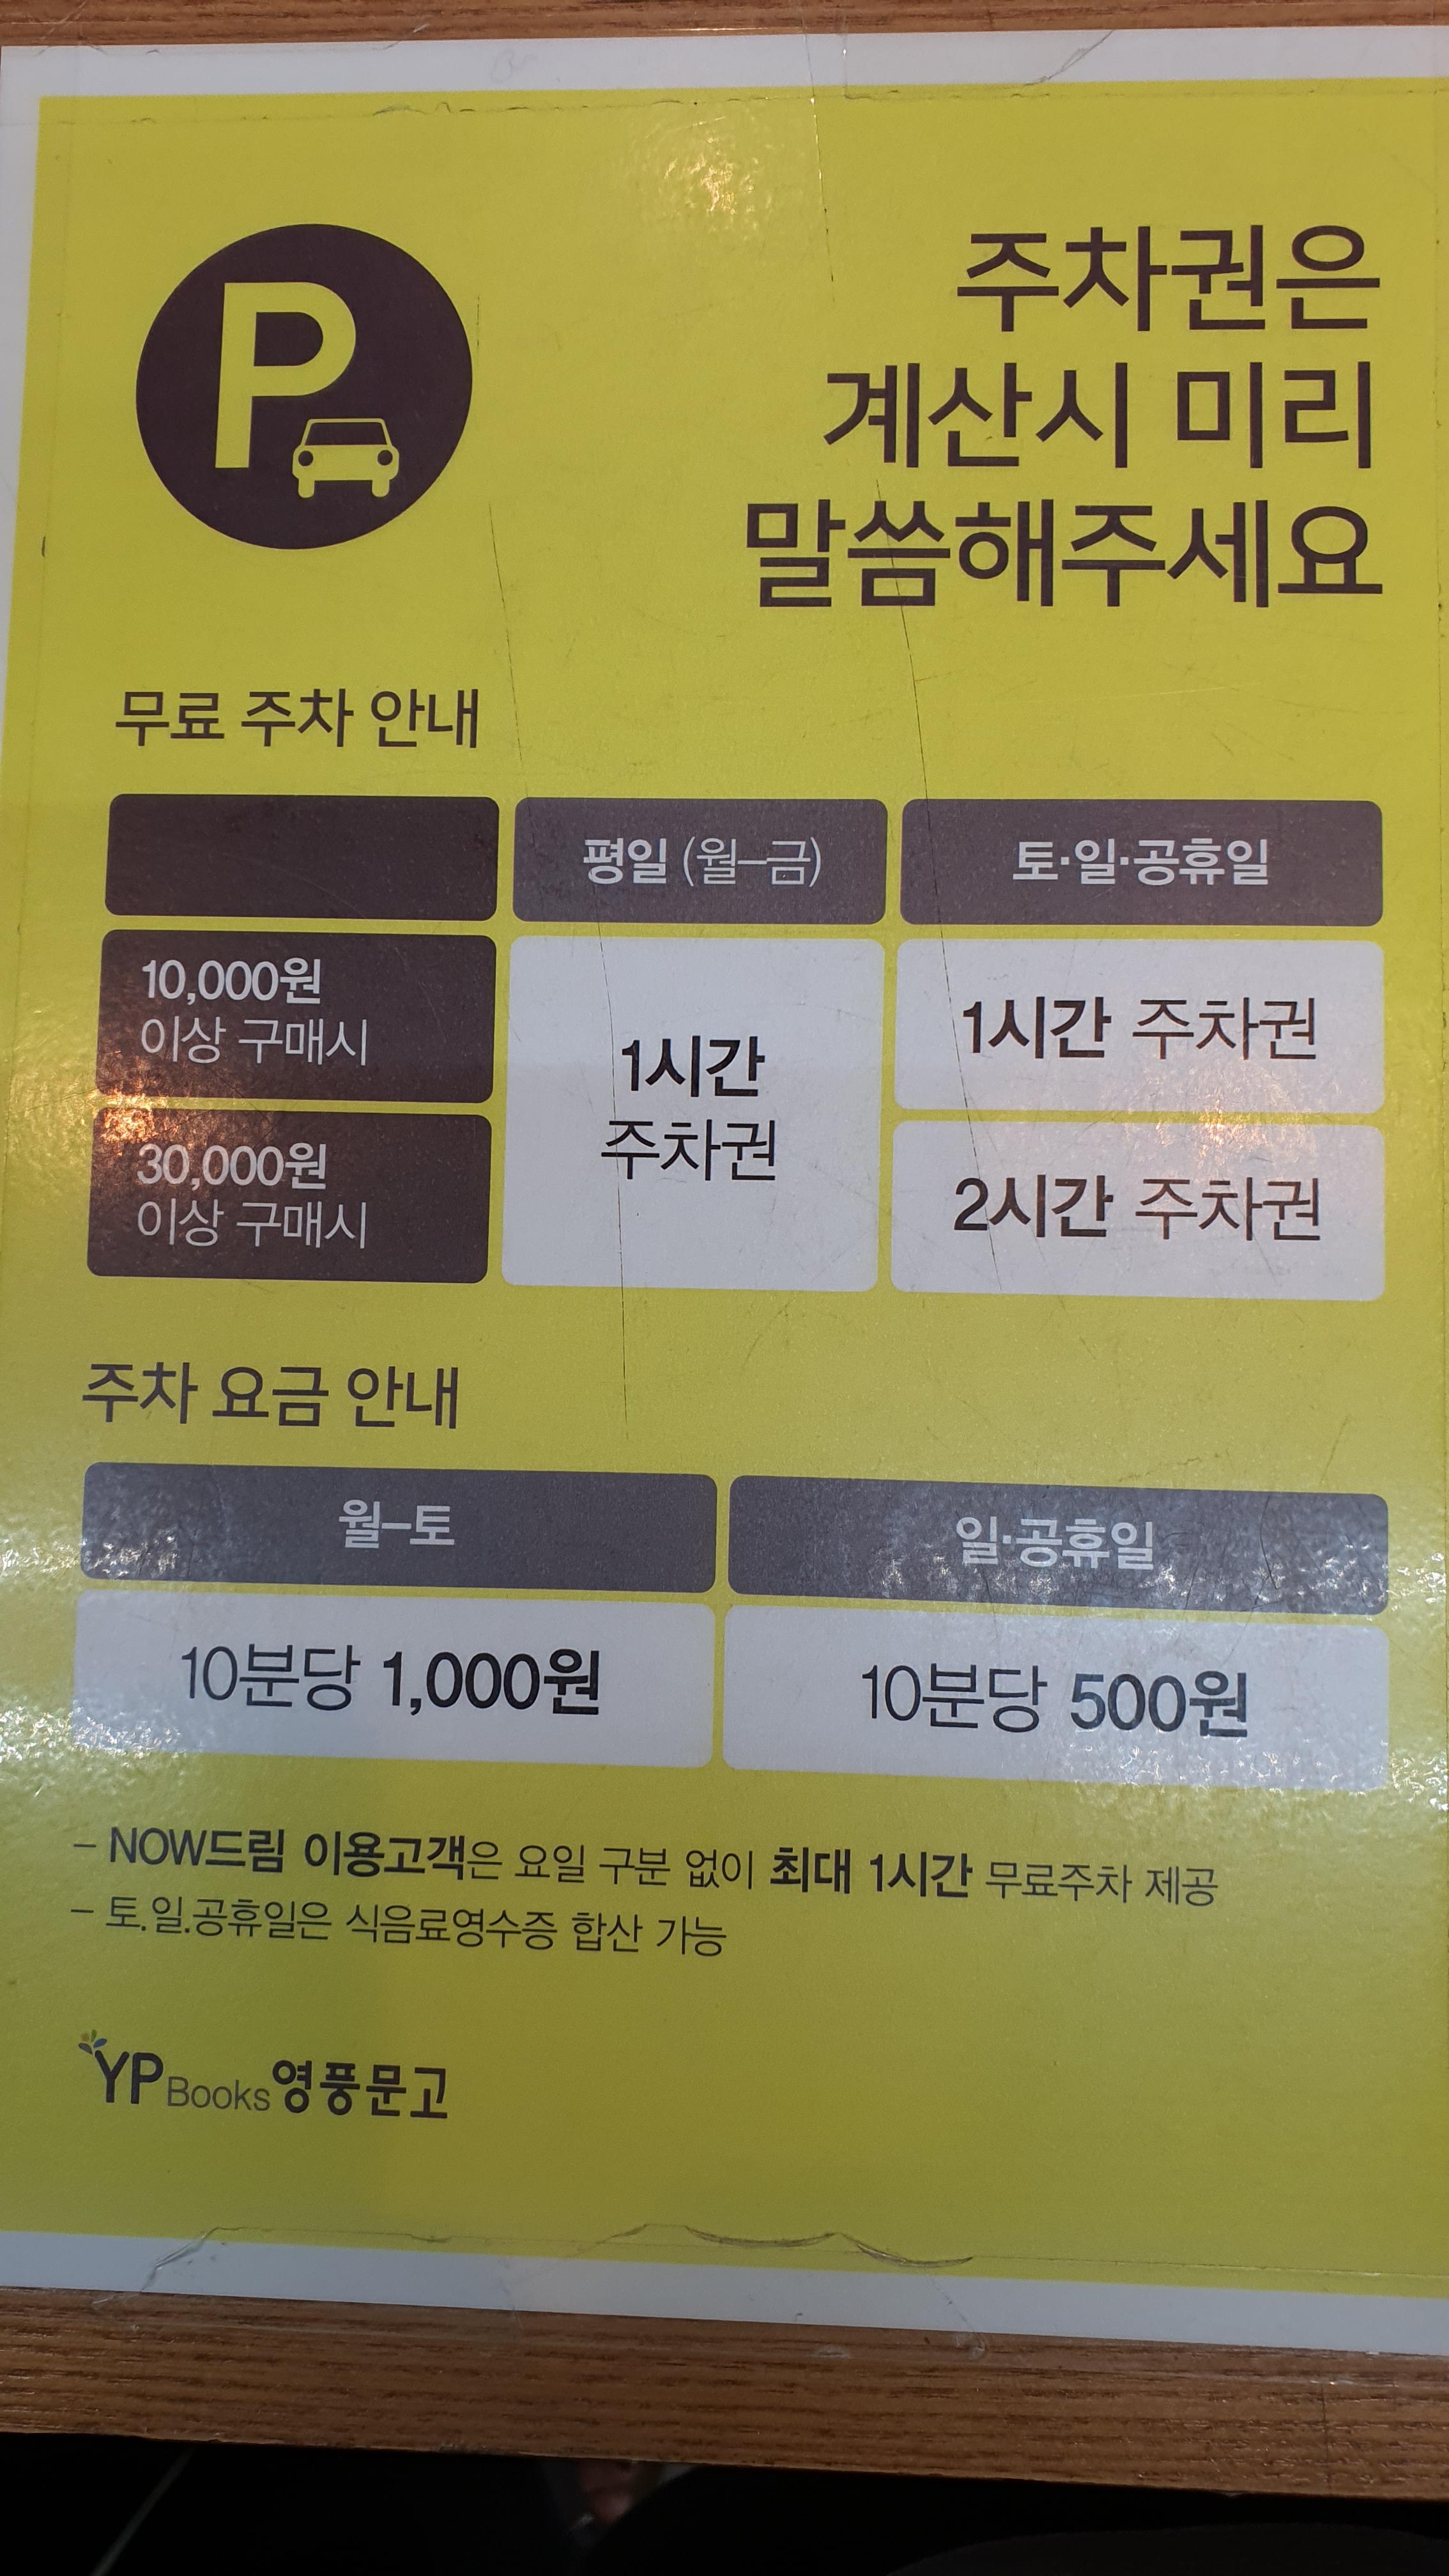 P
주차권은
계산시 미리
말씀해주세요
무료 주차 안내
평일 (월–금)
토·일·공휴일
10,000원
이상 구매시
1시간
주차권
1시간 주차권
30,000원
이상 구매시
2시간 주차권
주차 요금 안내
월–토
일·공휴일
10분당 1,000원
10분당 500원
– NOW드림 이용고객은 요일 구분 없이 최대 1시간 무료주차 제공
– 토.일.공휴일은 식음료영수증 합산 가능
YP Books 영풍문고